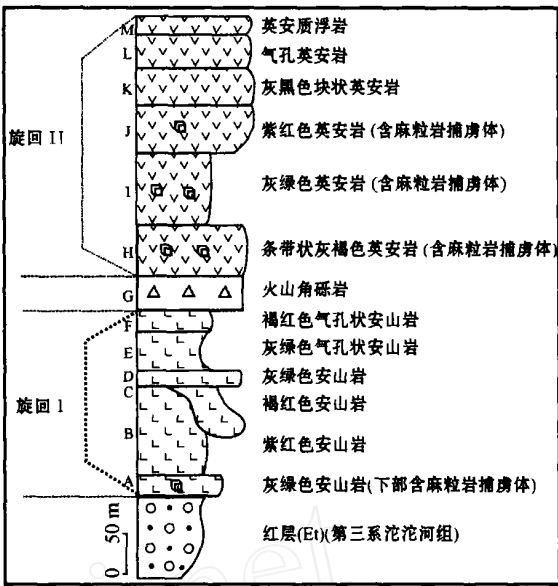 M 英安质浮岩
L 气孔英安岩
K 灰黑色块状英安岩
J 紫红色英安岩(含麻粒岩捕虏体)
旋回 II
I 灰绿色英安岩(含麻粒岩捕虏体)
H 条带状灰褐色英安岩(含麻粒岩捕虏体)
G 火山角砾岩
F 褐红色气孔状安山岩
E 灰绿色气孔状安山岩
D 灰绿色安山岩
C 褐红色安山岩
旋回 I
B 紫红色安山岩
A 灰绿色安山岩(下部含麻粒岩捕虏体)
50 m
红层(Et)(第三系沱沱河组)
0